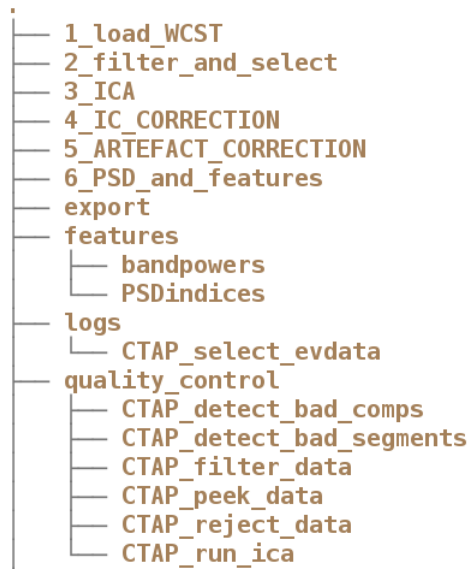 .
1_load_WCST
2_filter_and_select
3_ICA
4_IC_CORRECTION
5_ARTEFACT_CORRECTION
6_PSD_and_features
export
features
bandpowers
PSDindices
logs
CTAP_select_evdata
quality_control
CTAP_detect_bad_comps
CTAP_detect_bad_segments
CTAP_filter_data
CTAP_peek_data
CTAP_reject_data
CTAP_run_ica